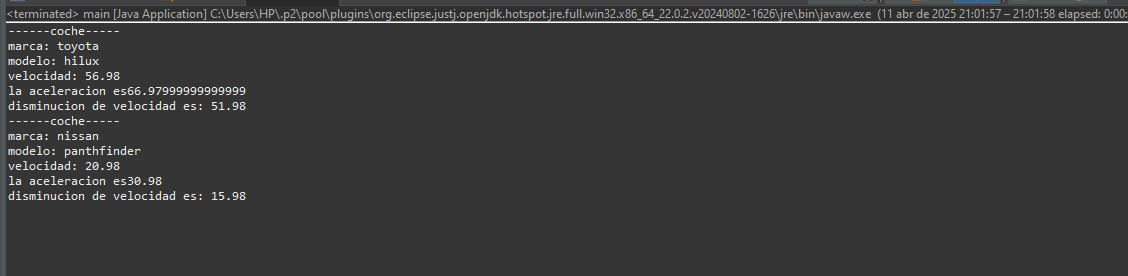 <terminated> main [Java Application] C:\Users\HP\.p2\pool\plugins\org.eclipse.justj.openjdk.hotspot.jre.full.win32.x86_64_22.0.2.v20240802-1626\jre\bin\javaw.exe (11 abr de 2025 21:01:57 – 21:01:58 elapsed: 0:00:
------coche-----
marca: toyota
modelo: hilux
velocidad: 56.98
la aceleracion es66.97999999999999
disminucion de velocidad es: 51.98
------coche-----
marca: nissan
modelo: panthfinder
velocidad: 20.98
la aceleracion es30.98
disminucion de velocidad es: 15.98